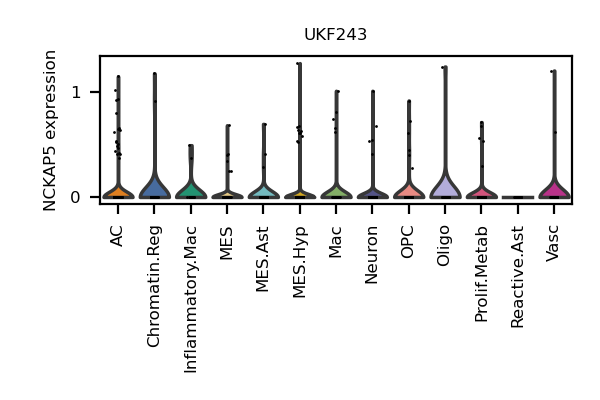 UKF243
NCKAP5 expression
1
0
AC
Chromatin.Reg
Inflammatory.Mac
MES
MES.Ast
MES.Hyp
Mac
Neuron
OPC
Oligo
Prolif.Metab
Reactive.Ast
Vasc